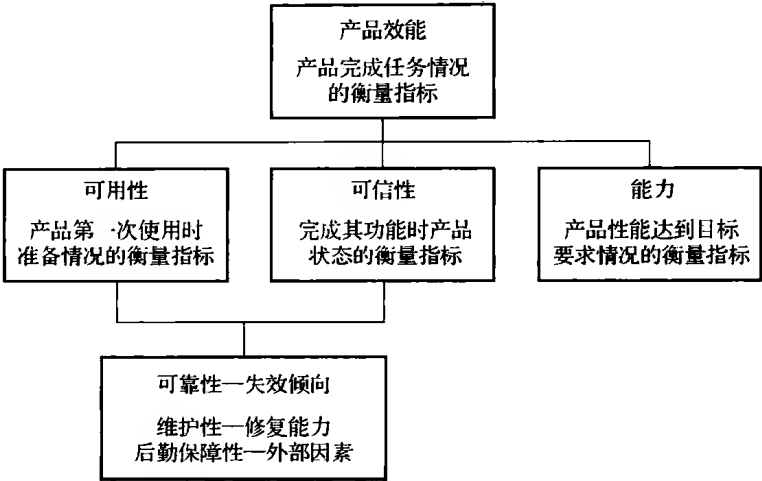 产品效能
产品完成任务情况
的衡量指标
可用性
产品第一次使用时
准备情况的衡量指标
可信性
完成其功能时产品
状态的衡量指标
能力
产品性能达到目标
要求情况的衡量指标
可靠性—失效倾向
维护性—修复能力
后勤保障性—外部因素